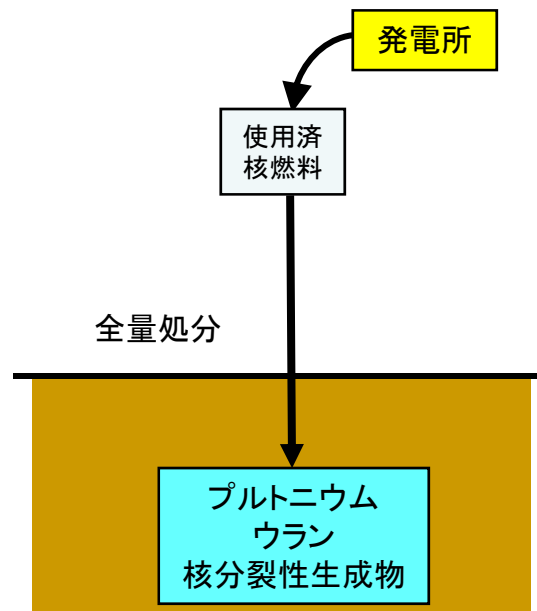 発電所
使用済
核燃料
全量処分
プルトニウム
ウラン
核分裂性生成物